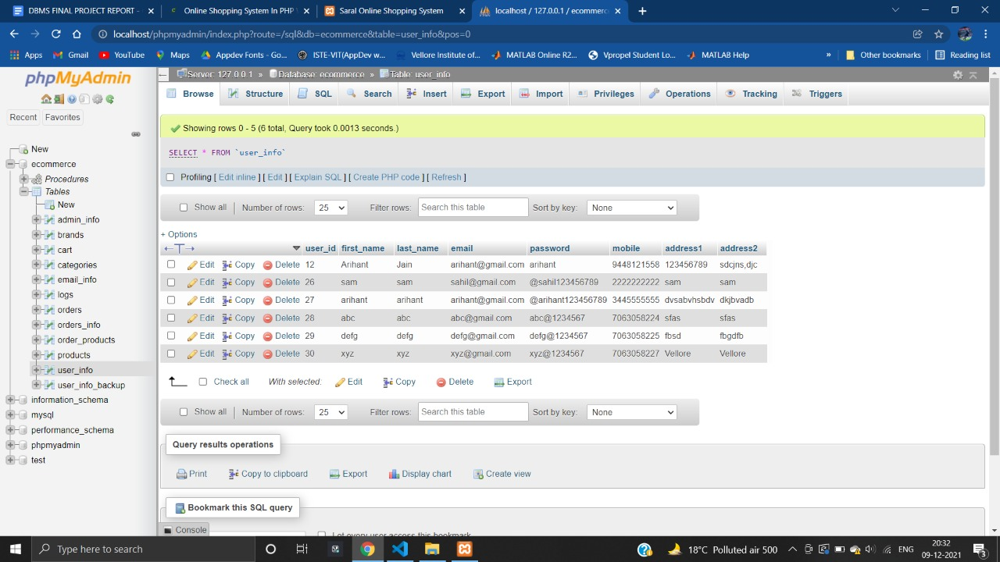 DBMS FINAL PROJECT REPORT -
Online Shopping System In PHP
Saral Online Shopping System
localhost / 127.0.0.1 / ecommerc
localhost/phpmyadmin/index.php?route=/sql&db=ecommerce&table=user_info&pos=0
Apps Gmail YouTube Maps Appdev Fonts - Go... ISTE-VIT(AppDev w... Vellore Institute of... MATLAB Online R2... Vpropel Student Lo... MATLAB Help » Other bookmarks Reading list
phpMyAdmin
Recent Favorites
New
ecommerce
Procedures
Tables
New
admin_info
brands
cart
categories
email_info
logs
orders
orders_info
order_products
products
user_info
user_info_backup
information_schema
mysql
performance_schema
phpmyadmin
test
Server: 127.0.0.1 » Database: ecommerce » Table: user_info
Browse Structure SQL Search Insert Export Import Privileges Operations Tracking Triggers
Showing rows 0 - 5 (6 total, Query took 0.0013 seconds.)
SELECT * FROM `user_info`
Profiling [ Edit inline ] [ Edit ] [ Explain SQL ] [ Create PHP code ] [ Refresh ]
Show all Number of rows: 25 Filter rows: Search this table Sort by key: None
+ Options
user_id first_name last_name email password mobile address1 address2
Edit Copy Delete 12 Arihant Jain arihant@gmail.com arihant 9448121558 123456789 sdcjns,djc
Edit Copy Delete 26 sam sam sahil@gmail.com @sahil123456789 2222222222 sam sam
Edit Copy Delete 27 arihant arihant arihant@gmail.com @arihant123456789 3445555555 dvsabvhsbdv dkjbvadb
Edit Copy Delete 28 abc abc abc@gmail.com abc@1234567 7063058224 sfas sfas
Edit Copy Delete 29 defg defg defg@gmail.com defg@1234567 7063058225 fbsd fbgdfb
Edit Copy Delete 30 xyz xyz xyz@gmail.com xyz@1234567 7063058227 Vellore Vellore
Check all With selected: Edit Copy Delete Export
Show all Number of rows: 25 Filter rows: Search this table Sort by key: None
Query results operations
Print Copy to clipboard Export Display chart Create view
Bookmark this SQL query
Console
Let every user access this bookmark
Type here to search
18°C Polluted air 500
ENG
20:32
09-12-2021
3